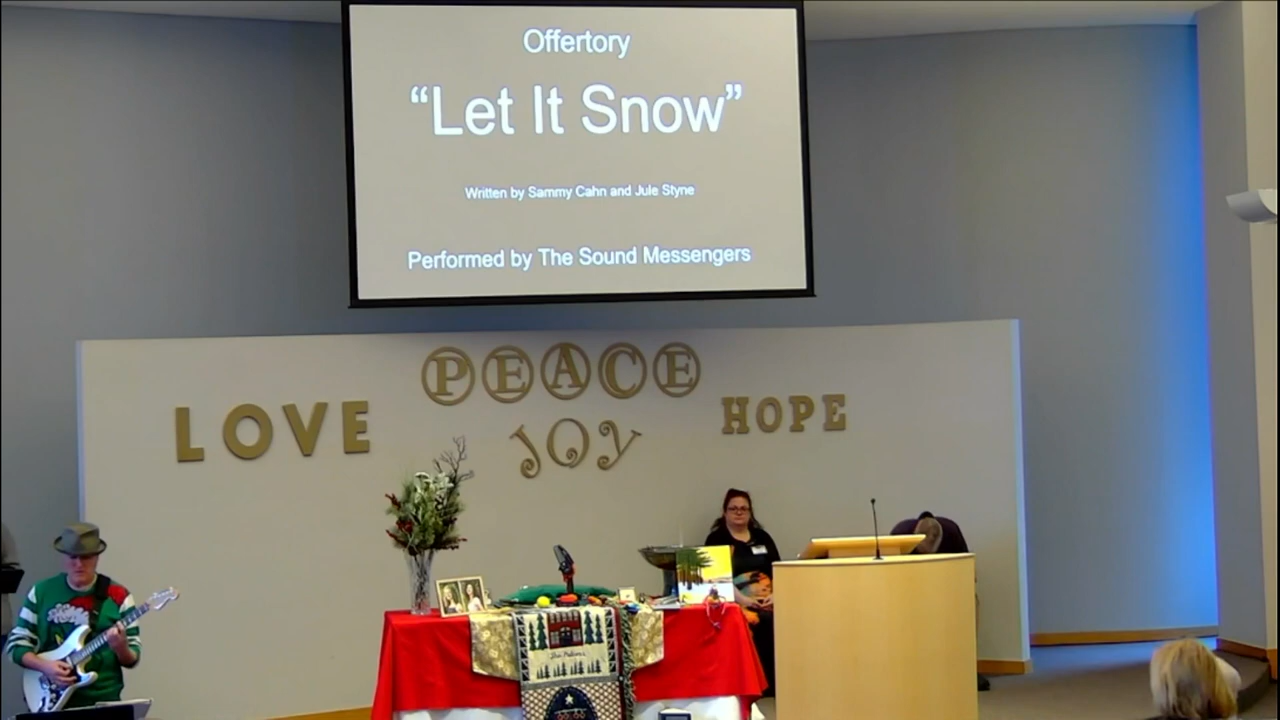 Offertory
“Let It Snow”
Written by Sammy Cahn and Jule Styne
Performed by The Sound Messengers
PEACE
LOVE
HOPE
JOY